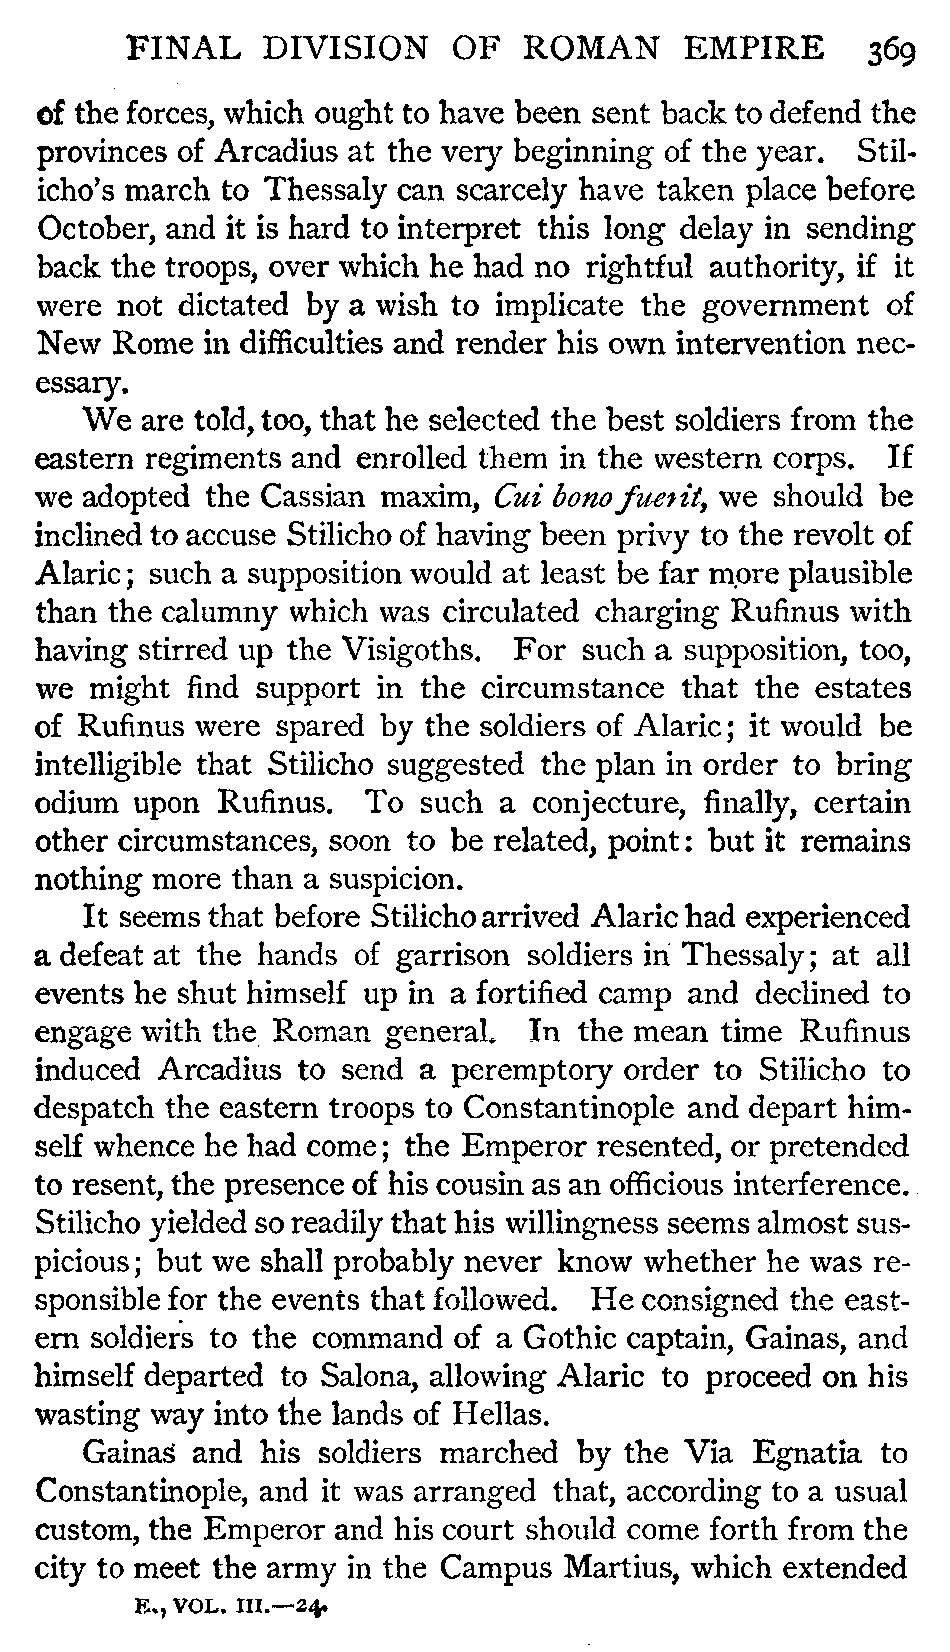 FINAL DIVISION OF ROMAN EMPIRE 369
of the forces, which ought to have been sent back to defend the
provinces of Arcadius at the very beginning of the year. Stil-
icho's march to Thessaly can scarcely have taken place before
October, and it is hard to interpret this long delay in sending
back the troops, over which he had no rightful authority, if it
were not dictated by a wish to implicate the government of
New Rome in difficulties and render his own intervention nec-
essary.
We are told, too, that he selected the best soldiers from the
eastern regiments and enrolled them in the western corps. If
we adopted the Cassian maxim, Cui bono fuerit, we should be
inclined to accuse Stilicho of having been privy to the revolt of
Alaric; such a supposition would at least be far more plausible
than the calumny which was circulated charging Rufinus with
having stirred up the Visigoths. For such a supposition, too,
we might find support in the circumstance that the estates
of Rufinus were spared by the soldiers of Alaric; it would be
intelligible that Stilicho suggested the plan in order to bring
odium upon Rufinus. To such a conjecture, finally, certain
other circumstances, soon to be related, point: but it remains
nothing more than a suspicion.
It seems that before Stilicho arrived Alaric had experienced
a defeat at the hands of garrison soldiers in Thessaly; at all
events he shut himself up in a fortified camp and declined to
engage with the Roman general. In the mean time Rufinus
induced Arcadius to send a peremptory order to Stilicho to
despatch the eastern troops to Constantinople and depart him-
self whence he had come; the Emperor resented, or pretended
to resent, the presence of his cousin as an officious interference.
Stilicho yielded so readily that his willingness seems almost sus-
picious; but we shall probably never know whether he was re-
sponsible for the events that followed. He consigned the east-
ern soldiers to the command of a Gothic captain, Gainas, and
himself departed to Salona, allowing Alaric to proceed on his
wasting way into the lands of Hellas.
Gainas and his soldiers marched by the Via Egnatia to
Constantinople, and it was arranged that, according to a usual
custom, the Emperor and his court should come forth from the
city to meet the army in the Campus Martius, which extended
E., VOL. III.—24.